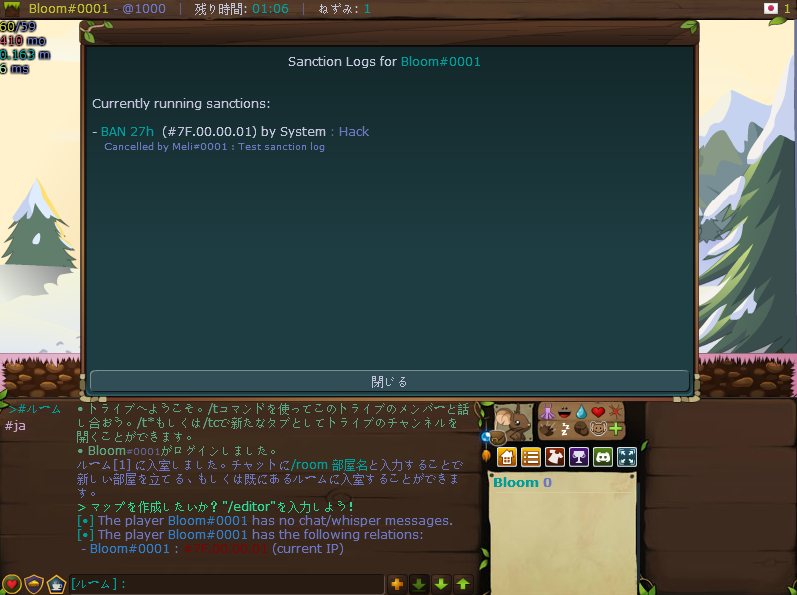 Bloom#0001 - @1000 | 残り時間: 01:06 | ねずみ: 1
1
60/59
410 mo
0.163 m
6 ms
Sanction Logs for Bloom#0001
Currently running sanctions:
- BAN 27h (#7F.00.00.01) by System : Hack
Cancelled by Meli#0001 : Test sanction log
閉じる
>#ルーム
#ja
• トライブへようこそ。/tコマンドを使ってこのトライブのメンバーと話
し合おう。/t*もしくは/tcで新たなタブとしてトライブのチャンネルを
開くことができます。
• Bloom#0001がログインしました。
ルーム[1] に入室しました。チャットに/room 部屋名と入力することで
新しい部屋を立てる、もしくは既にあるルームに入室することができま
す。
> マップを作成したいか？"/editor"を入力しよう!
[•] The player Bloom#0001 has no chat/whisper messages.
[•] The player Bloom#0001 has the following relations:
- Bloom#0001 : #7F.00.00.01 (current IP)
[ルーム] :
Bloom 0